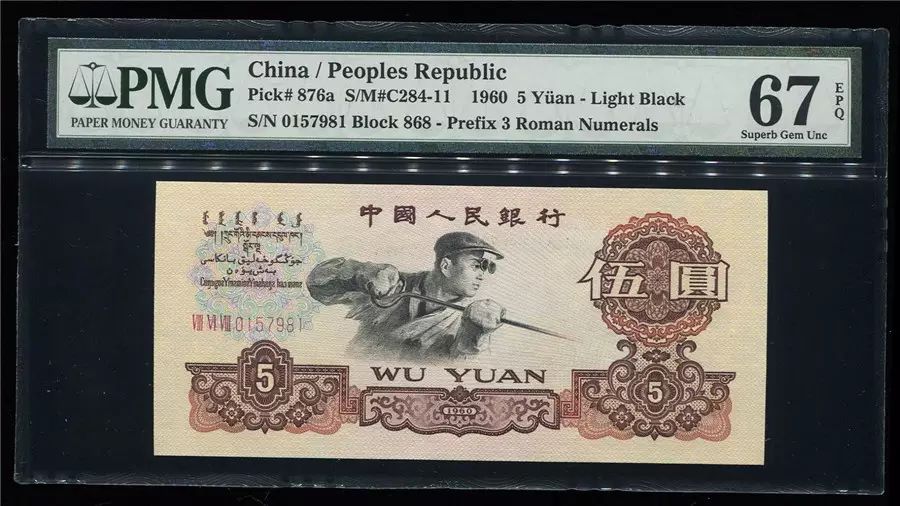 PMG
PAPER MONEY GUARANTY
China / Peoples Republic
Pick# 876a S/M#C284-11 1960 5 Yüan - Light Black
S/N 0157981 Block 868 - Prefix 3 Roman Numerals
67
EPQ
Superb Gem Unc
中國人民銀行
伍圓
VIII VI VIII 0157981
5
WU YUAN
1960
5